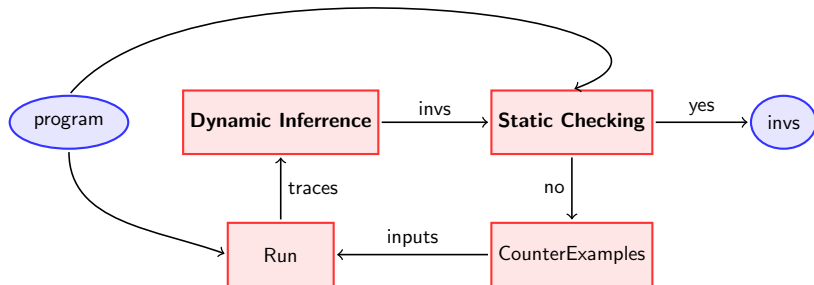 program
Dynamic Inferrence
invs
Static Checking
yes
invs
traces
no
Run
inputs
CounterExamples